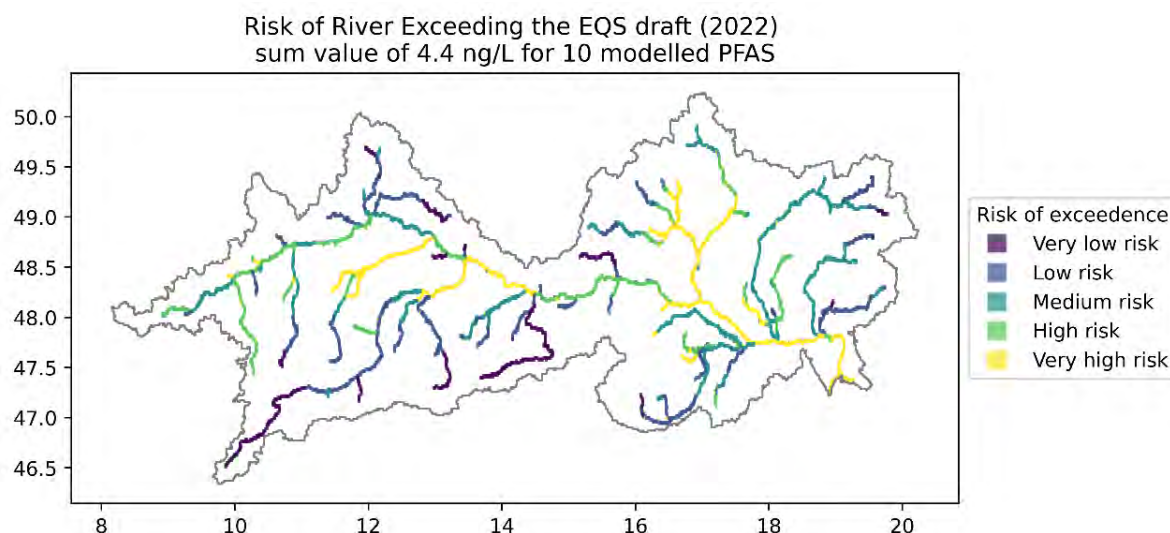 Risk of River Exceeding the EQS draft (2022)
sum value of 4.4 ng/L for 10 modelled PFAS
50.0
49.5
49.0
48.5
48.0
47.5
47.0
46.5
8 10 12 14 16 18 20
Risk of exceedence
Very low risk
Low risk
Medium risk
High risk
Very high risk